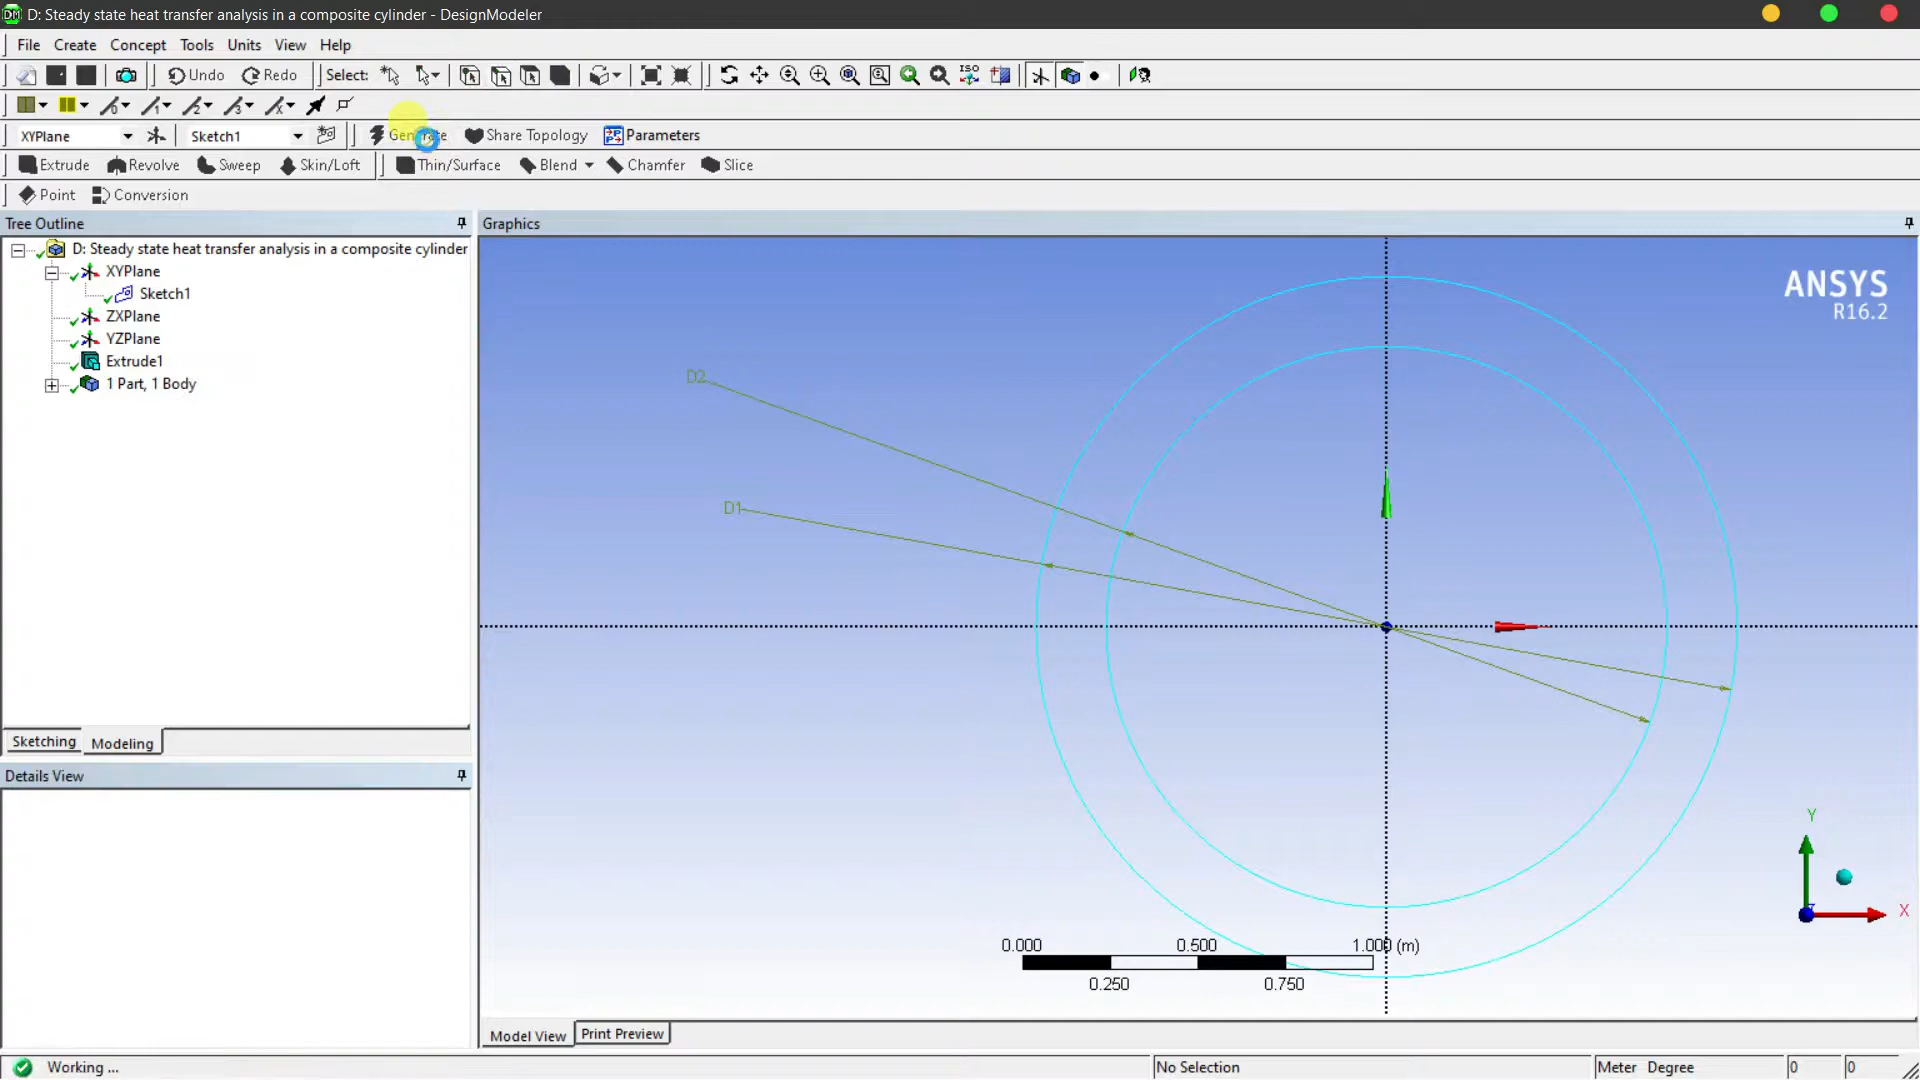 D: Steady state heat transfer analysis in a composite cylinder - DesignModeler
File Create Concept Tools Units View Help
Undo Redo Select: ISO
XYPlane Sketch1 Generate Share Topology Parameters
Extrude Revolve Sweep Skin/Loft Thin/Surface Blend Chamfer Slice
Point Conversion
Tree Outline
D: Steady state heat transfer analysis in a composite cylinder
XYPlane
Sketch1
ZXPlane
YZPlane
Extrude1
1 Part, 1 Body
Sketching Modeling
Details View
Graphics
ANSYS
R16.2
D2
D1
Y
X
0.000 0.500 1.000 (m)
0.250 0.750
Model View Print Preview
Working ... No Selection Meter Degree 0 0